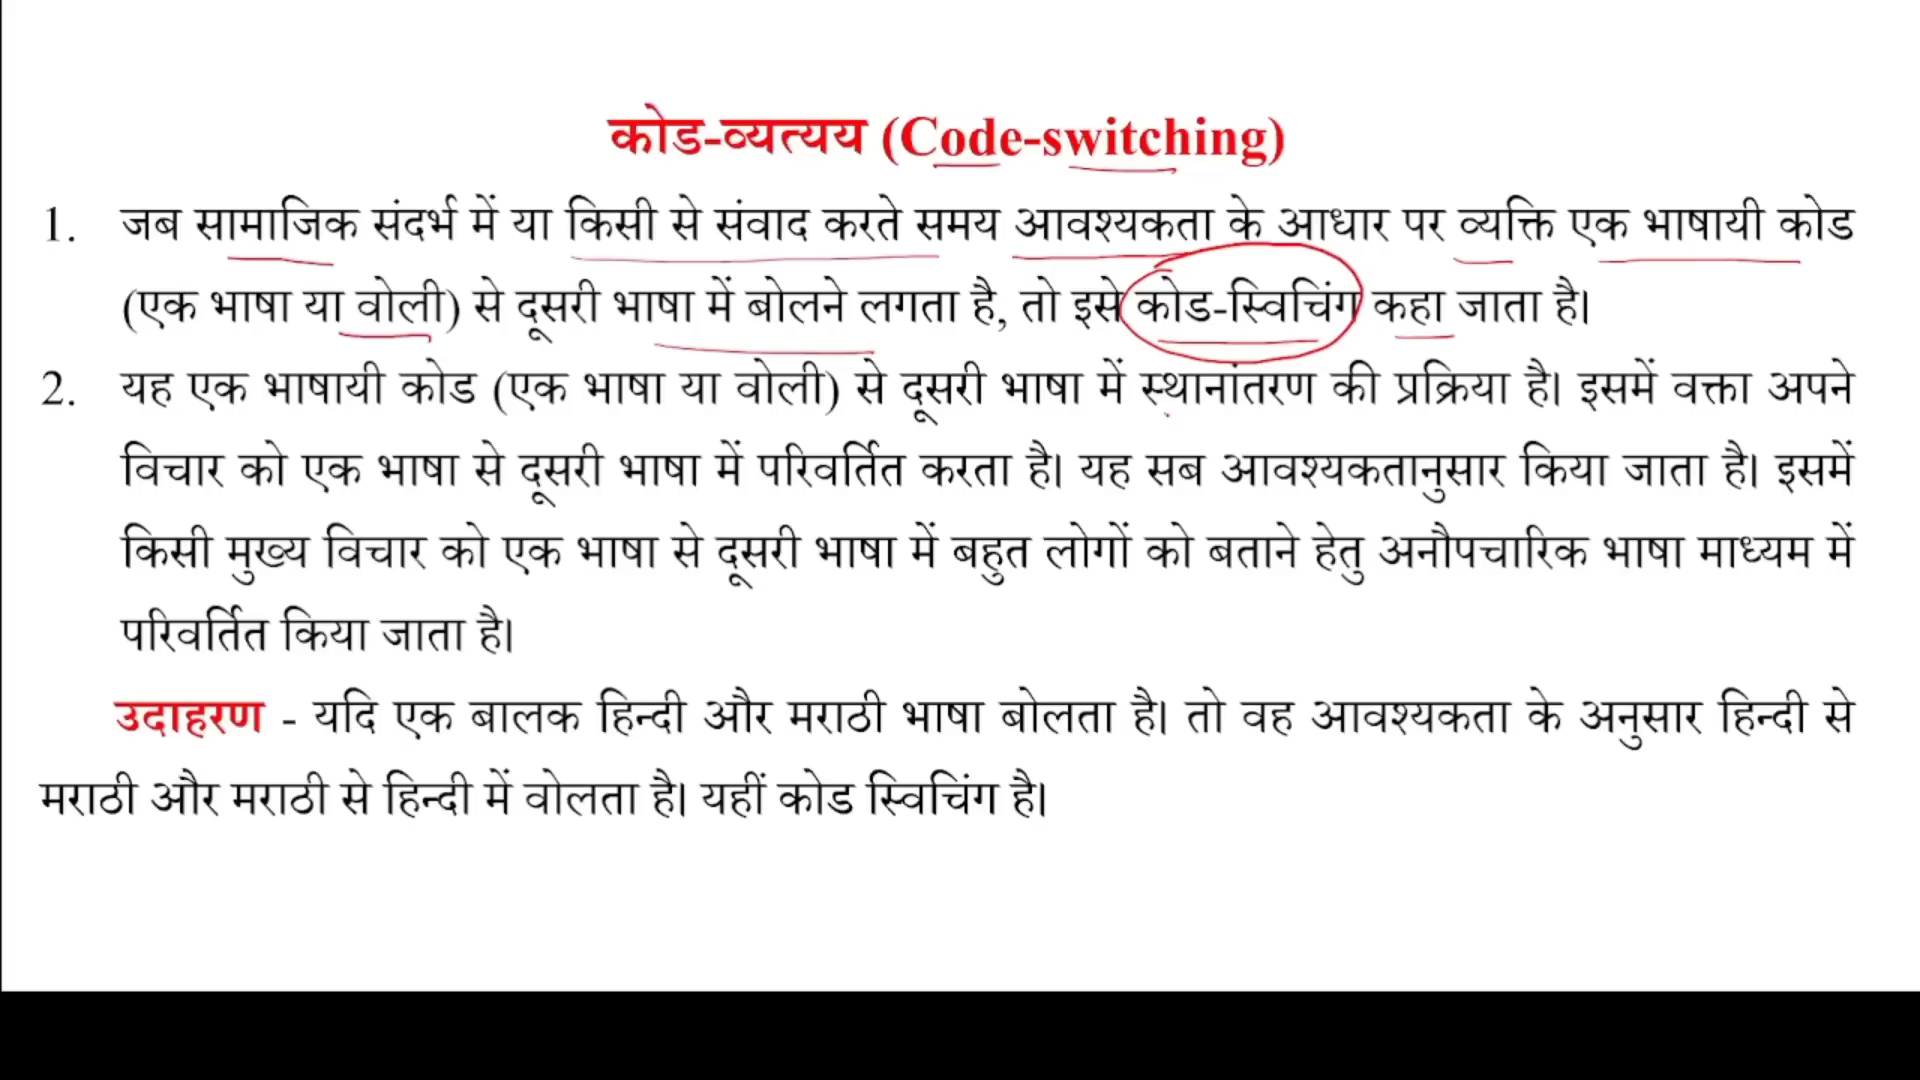 कोड-व्यत्यय (Code-switching)
1. जब सामाजिक संदर्भ में या किसी से संवाद करते समय आवश्यकता के आधार पर व्यक्ति एक भाषायी कोड
(एक भाषा या वोली) से दूसरी भाषा में बोलने लगता है, तो इसे कोड-स्विचिंग कहा जाता है।
2. यह एक भाषायी कोड (एक भाषा या वोली) से दूसरी भाषा में स्थानांतरण की प्रक्रिया है। इसमें वक्ता अपने
विचार को एक भाषा से दूसरी भाषा में परिवर्तित करता है। यह सब आवश्यकतानुसार किया जाता है। इसमें
किसी मुख्य विचार को एक भाषा से दूसरी भाषा में बहुत लोगों को बताने हेतु अनौपचारिक भाषा माध्यम में
परिवर्तित किया जाता है।
उदाहरण - यदि एक बालक हिन्दी और मराठी भाषा बोलता है। तो वह आवश्यकता के अनुसार हिन्दी से
मराठी और मराठी से हिन्दी में वोलता है। यहीं कोड स्विचिंग है।